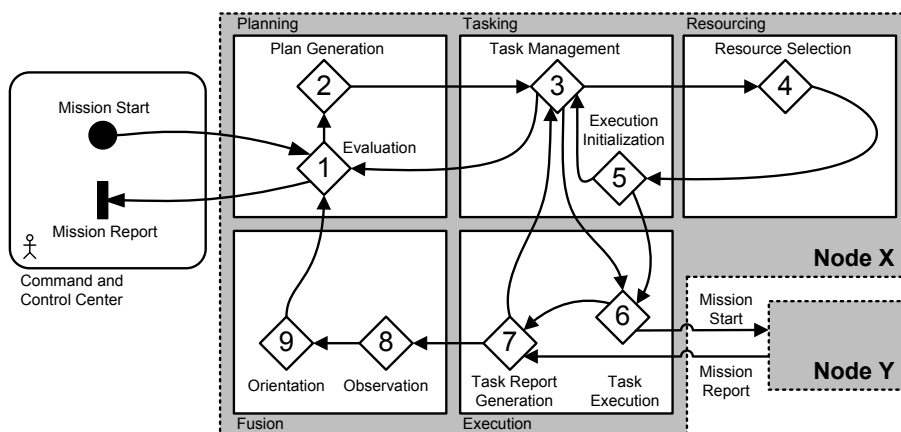 Planning
Tasking
Resourcing
Plan Generation
2
Task Management
3
Resource Selection
4
Mission Start
Evaluation
1
Execution
Initialization
5
Mission Report
Command and
Control Center
Node X
9
Orientation
8
Observation
7
Task Report
Generation
6
Task
Execution
Mission
Start
Mission
Report
Node Y
Fusion
Execution